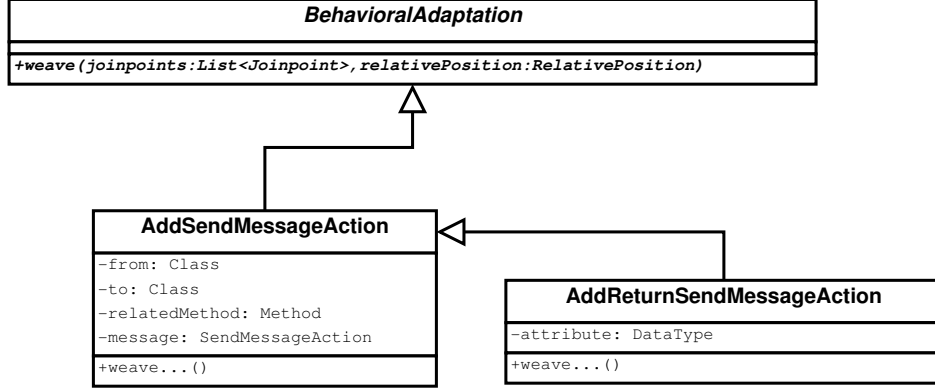 BehavioralAdaptation
+weave(joinpoints:List<Joinpoint>,relativePosition:RelativePosition)
AddSendMessageAction
-from: Class
-to: Class
-relatedMethod: Method
-message: SendMessageAction
+weave...()
AddReturnSendMessageAction
-attribute: DataType
+weave...()